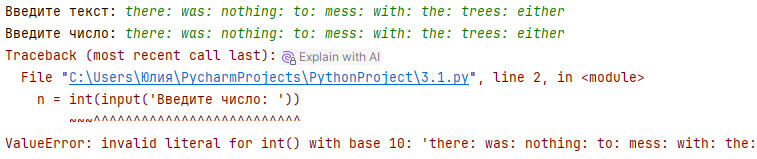 Введите текст: there: was: nothing: to: mess: with: the: trees: either
Введите число: there: was: nothing: to: mess: with: the: trees: either
Traceback (most recent call last): Explain with AI
File "C:\Users\Юлия\PycharmProjects\PythonProject\3.1.py", line 2, in <module>
n = int(input('Введите число: '))
~~~^^^^^^^^^^^^^^^^^^^^^^^^^^
ValueError: invalid literal for int() with base 10: 'there: was: nothing: to: mess: with: the: